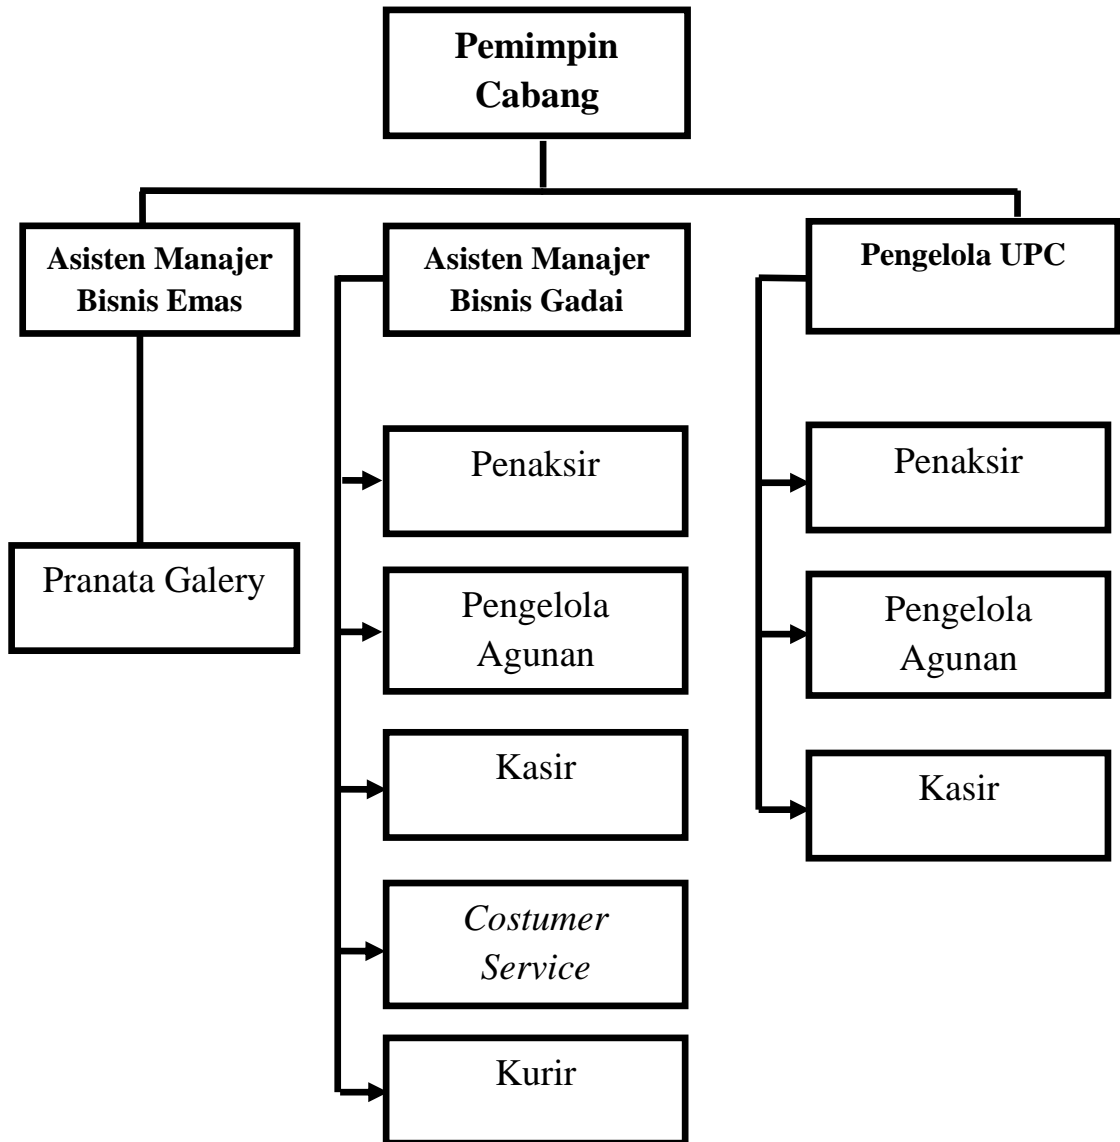 Pemimpin
Cabang
Asisten Manajer
Bisnis Emas
Asisten Manajer
Bisnis Gadai
Pengelola UPC
Penaksir
Penaksir
Pranata Galery
Pengelola
Agunan
Pengelola
Agunan
Kasir
Kasir
Costumer
Service
Kurir